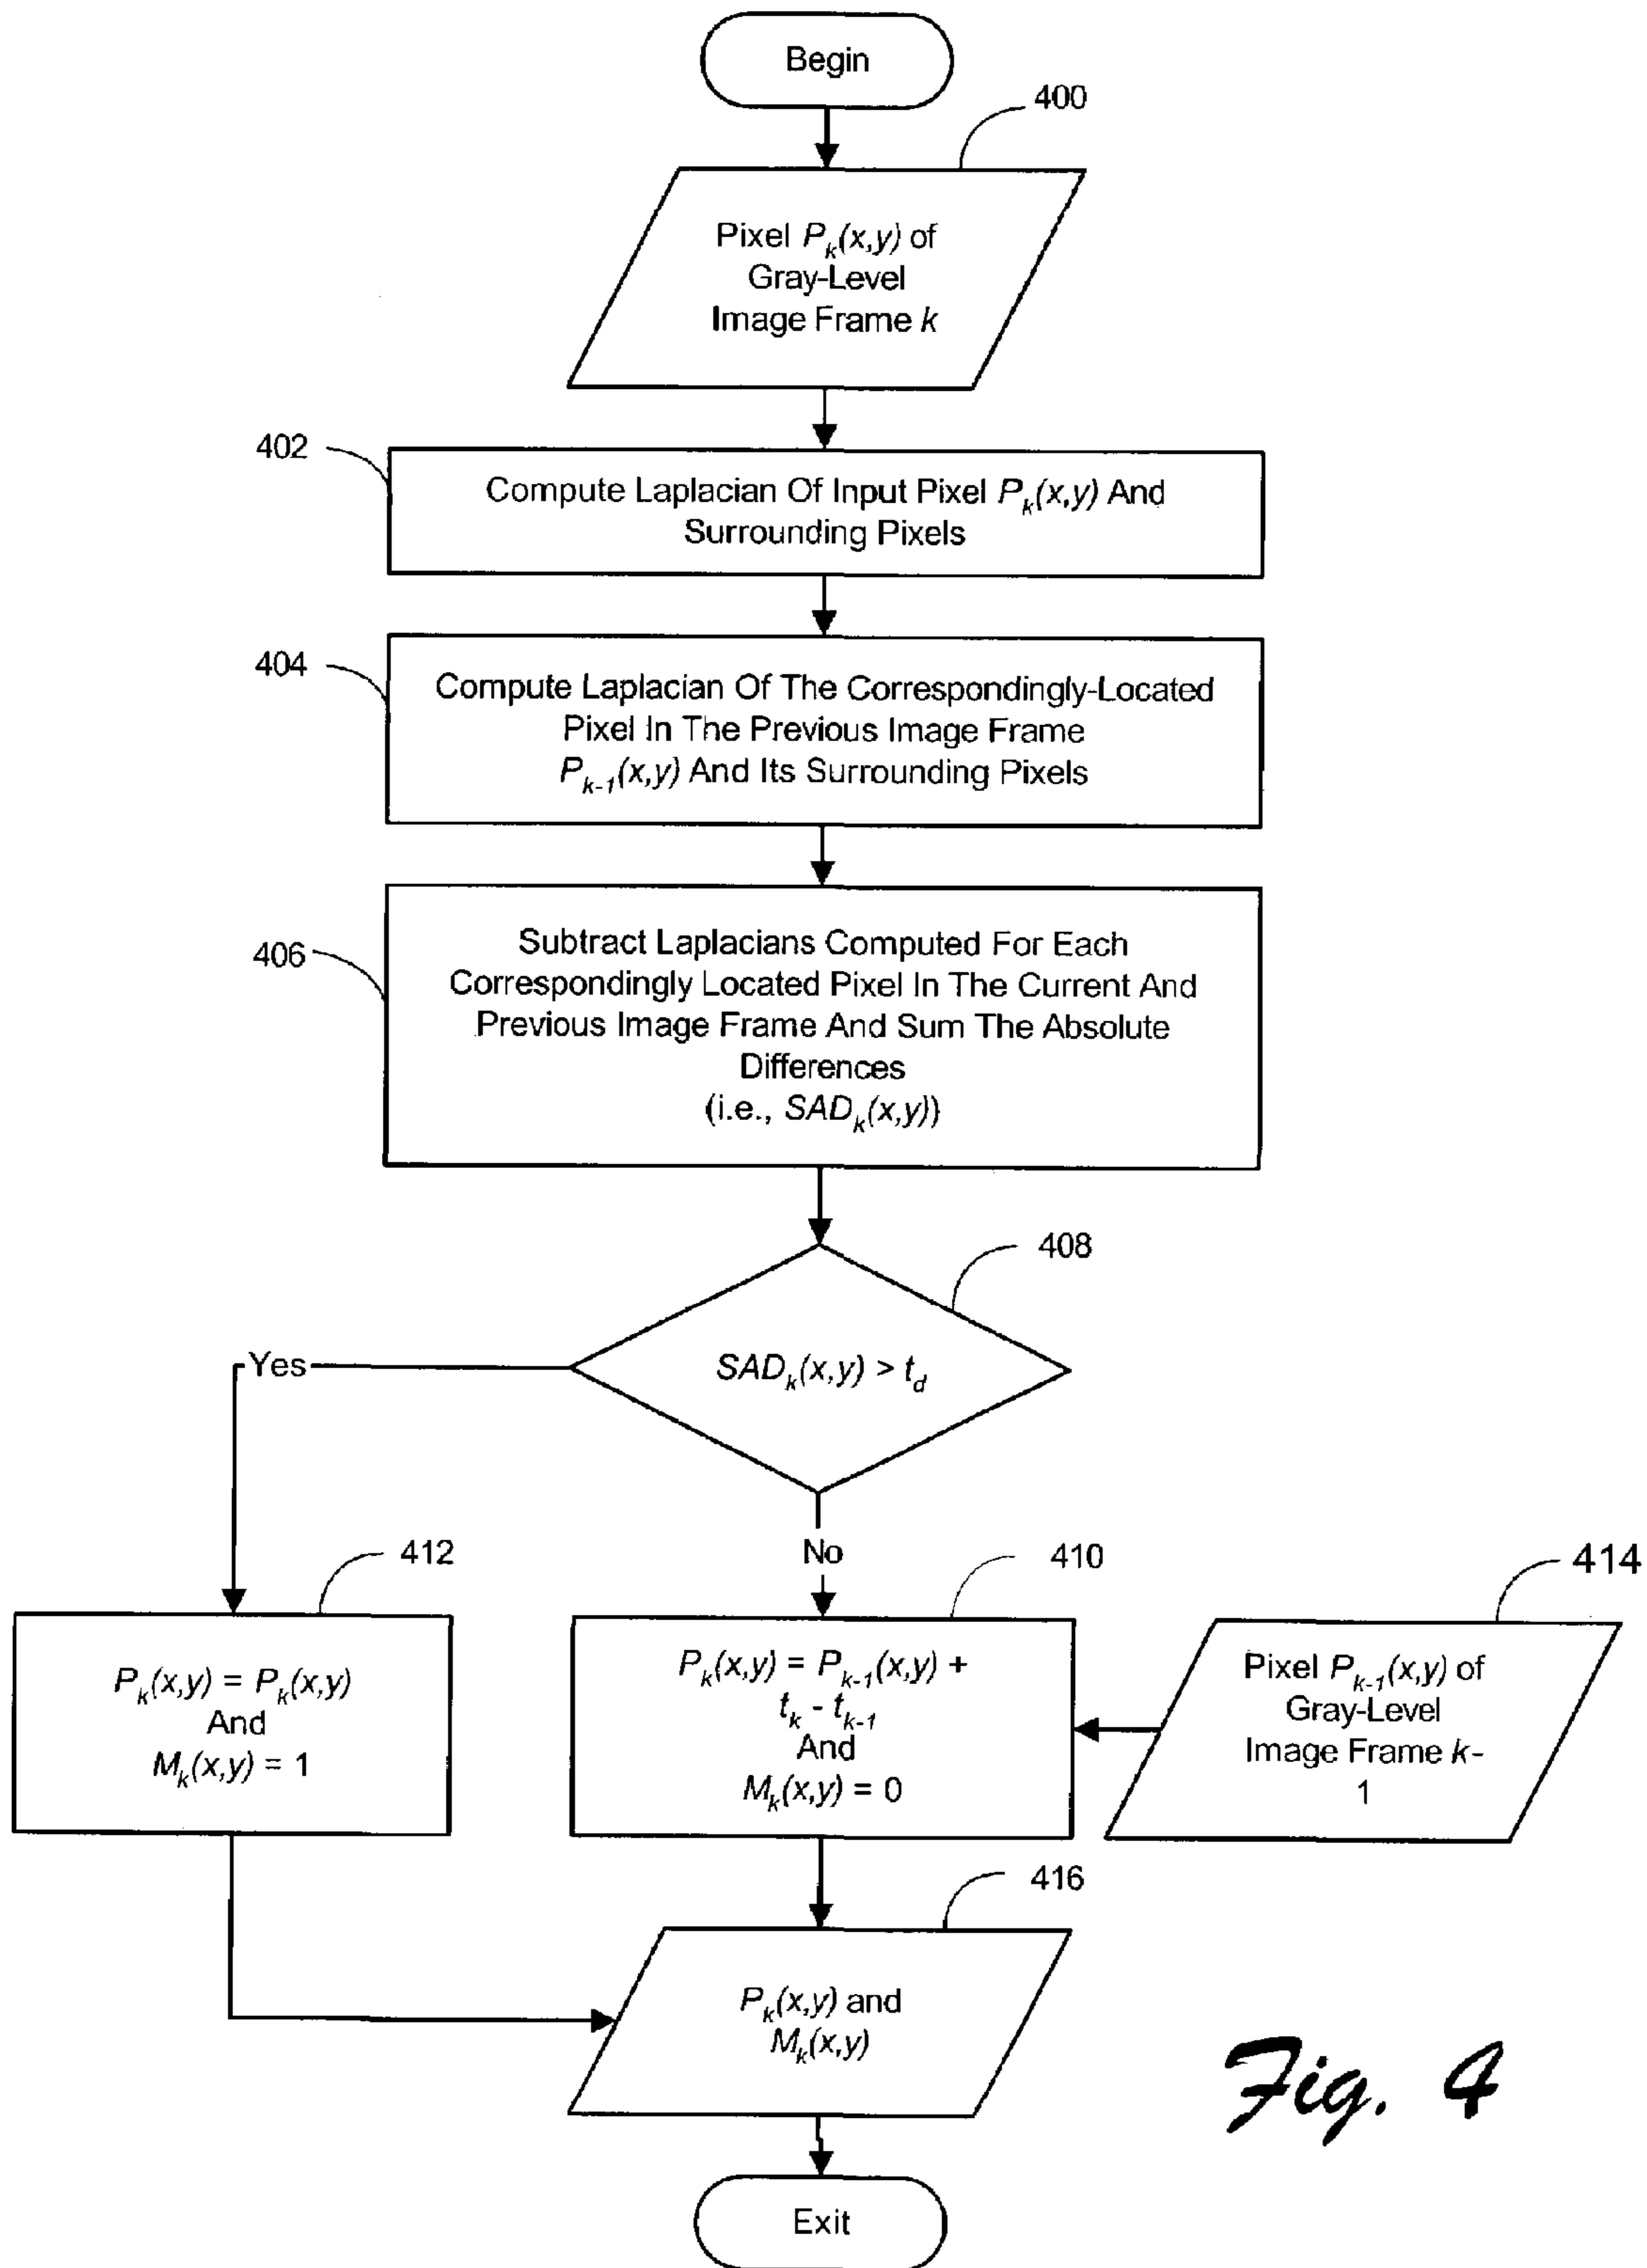 Begin
400
Pixel Pk(x,y) of
Gray-Level
Image Frame k
402
Compute Laplacian Of Input Pixel Pk(x,y) And
Surrounding Pixels
404
Compute Laplacian Of The Correspondingly-Located
Pixel In The Previous Image Frame
Pk-1(x,y) And Its Surrounding Pixels
406
Subtract Laplacians Computed For Each
Correspondingly Located Pixel In The Current And
Previous Image Frame And Sum The Absolute
Differences
(i.e., SADk(x,y))
408
SADk(x,y) > td
Yes
No
412
Pk(x,y) = Pk(x,y)
And
Mk(x,y) = 1
410
Pk(x,y) = Pk-1(x,y) +
tk - tk-1
And
Mk(x,y) = 0
414
Pixel Pk-1(x,y) of
Gray-Level
Image Frame k-
1
416
Pk(x,y) and
Mk(x,y)
Exit
Fig. 4